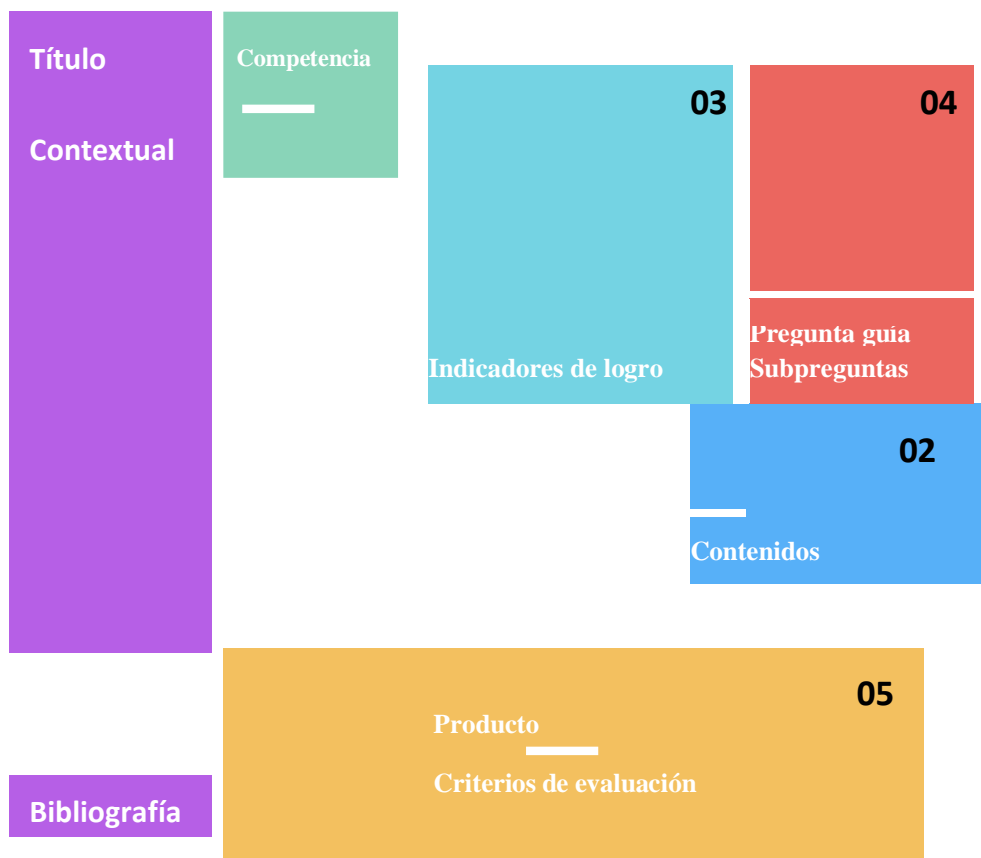 Título
Contextual
Competencia
03
Indicadores de logro
04
Pregunta guía
Subpreguntas
02
Contenidos
05
Producto
Criterios de evaluación
Bibliografía